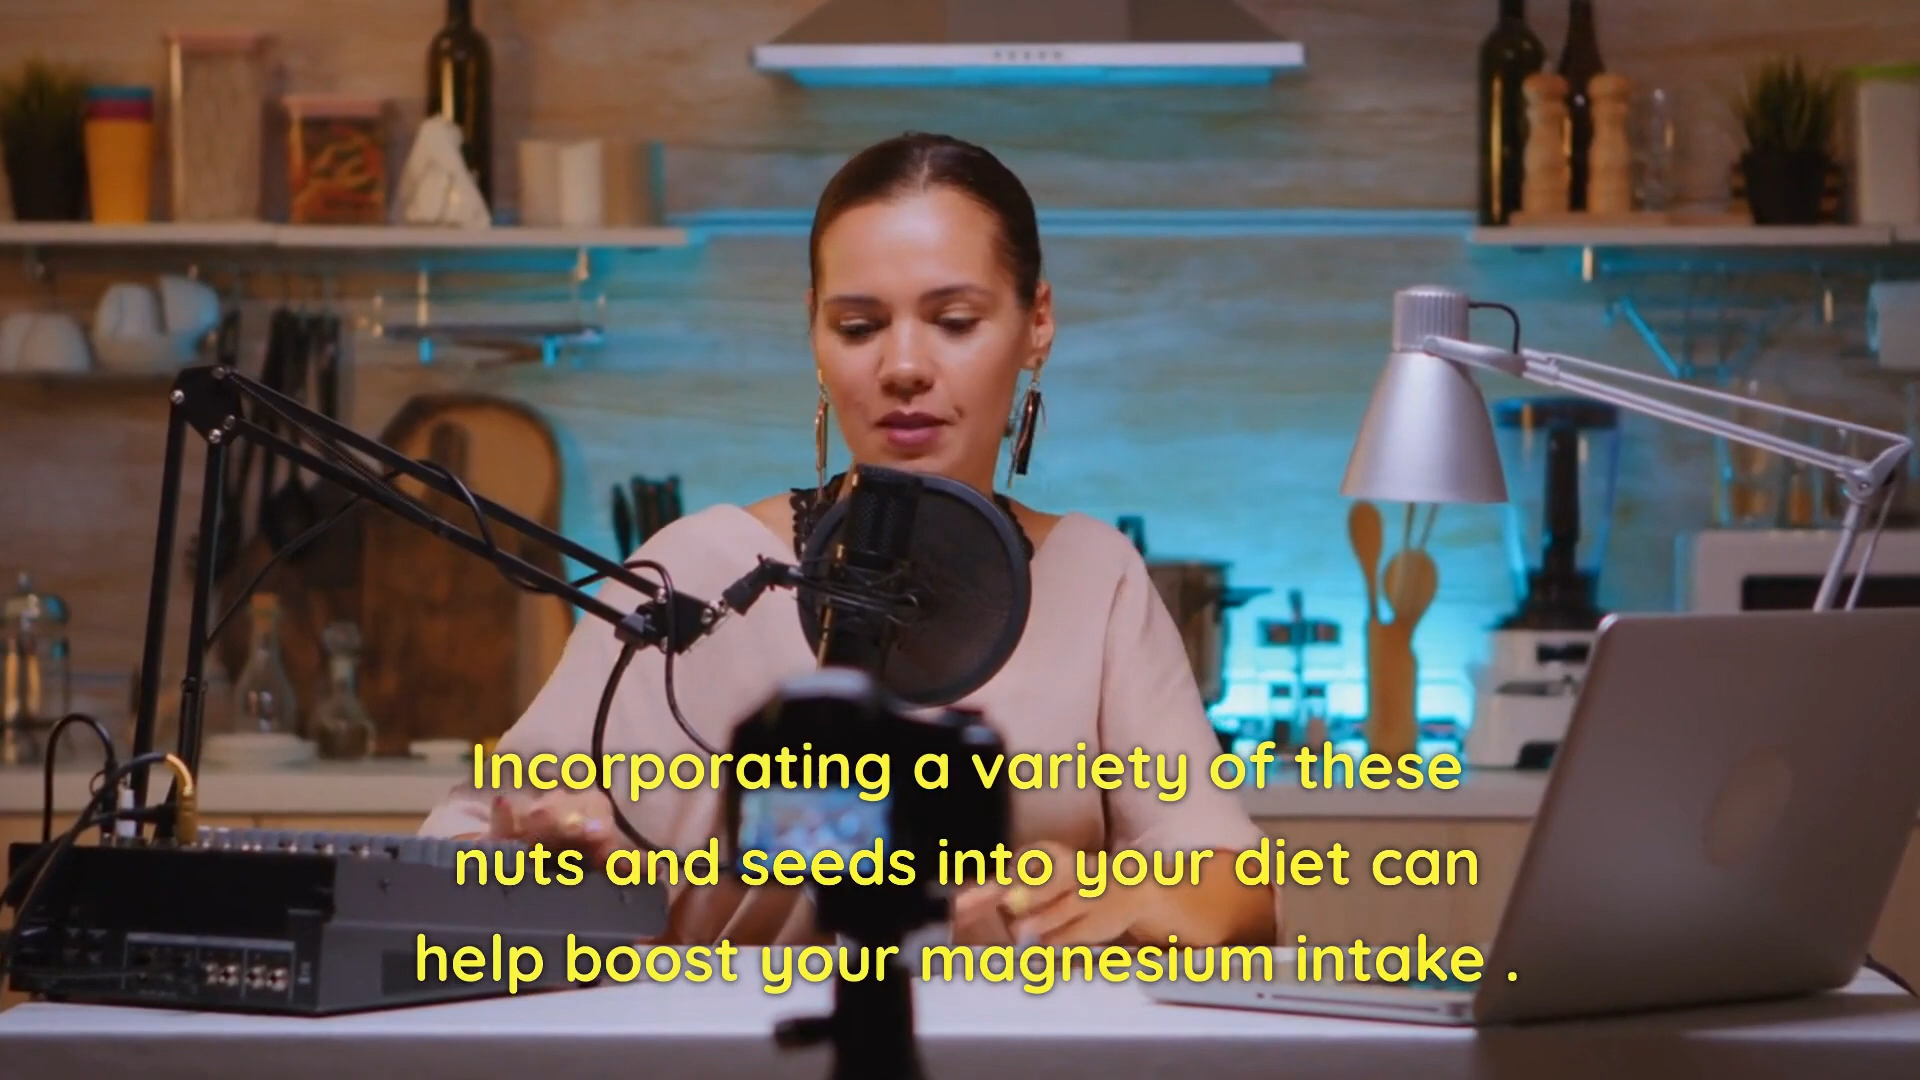 Incorporating a variety of these
nuts and seeds into your diet can
help boost your magnesium intake .